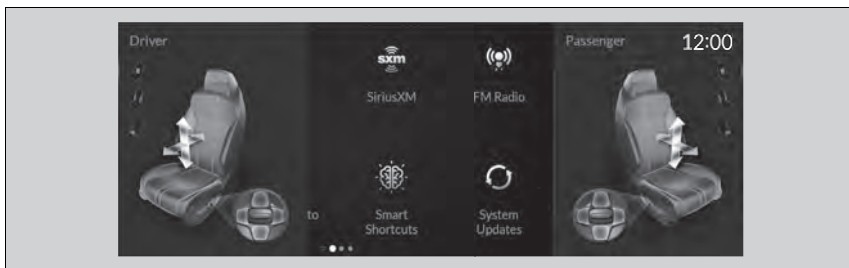 Driver
sxm
SiriusXM
FM Radio
Passenger
12:00
to
Smart
Shortcuts
System
Updates